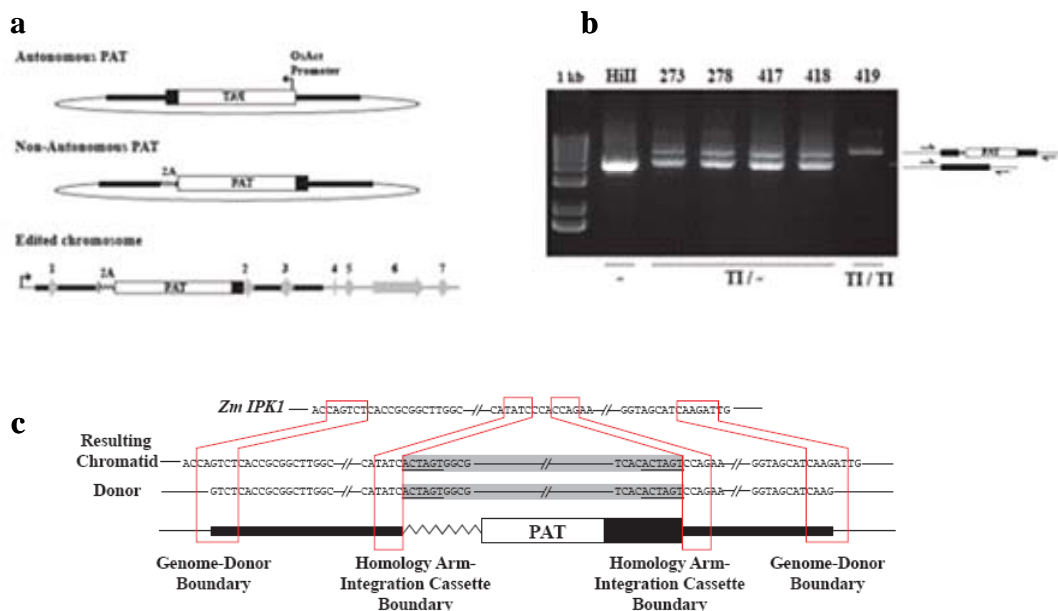 a
Autonomous PAT
OsAct
Promoter
PAT
Non-Autonomous PAT
2A
PAT
Edited chromosome
1 2A 2 3 4 5 6 7
PAT
b
1 kb HiII 273 278 417 418 419
PAT
- TI / - TI / TI
c
Zm IPK1
ACCAGTCTCACCGCGGCTTGGC — // — CATATCCCACCAGAA — // — GGTAGCATCAAGATTG
Resulting
Chromatid
ACCAGTCTCACCGCGGCTTGGC — // — CATATCACTAGTGGCG — // — TCACACTAGTCCAGAA — // — GGTAGCATCAAGATTG
Donor
GTCTCACCGCGGCTTGGC — // — CATATCACTAGTGGCG — // — TCACACTAGTCCAGAA — // — GGTAGCATCAAG
PAT
Genome-Donor
Boundary
Homology Arm-
Integration Cassette
Boundary
Homology Arm-
Integration Cassette
Boundary
Genome-Donor
Boundary